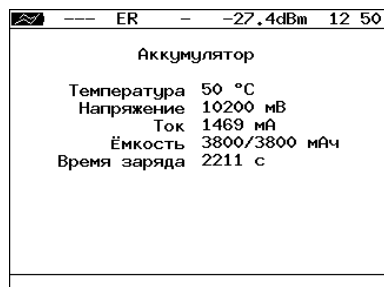 --- ER - -27.4dBm 12 50
Аккумулятор
Температура 50 °C
Напряжение 10200 мВ
Ток 1469 мА
Ёмкость 3800/3800 мАч
Время заряда 2211 с